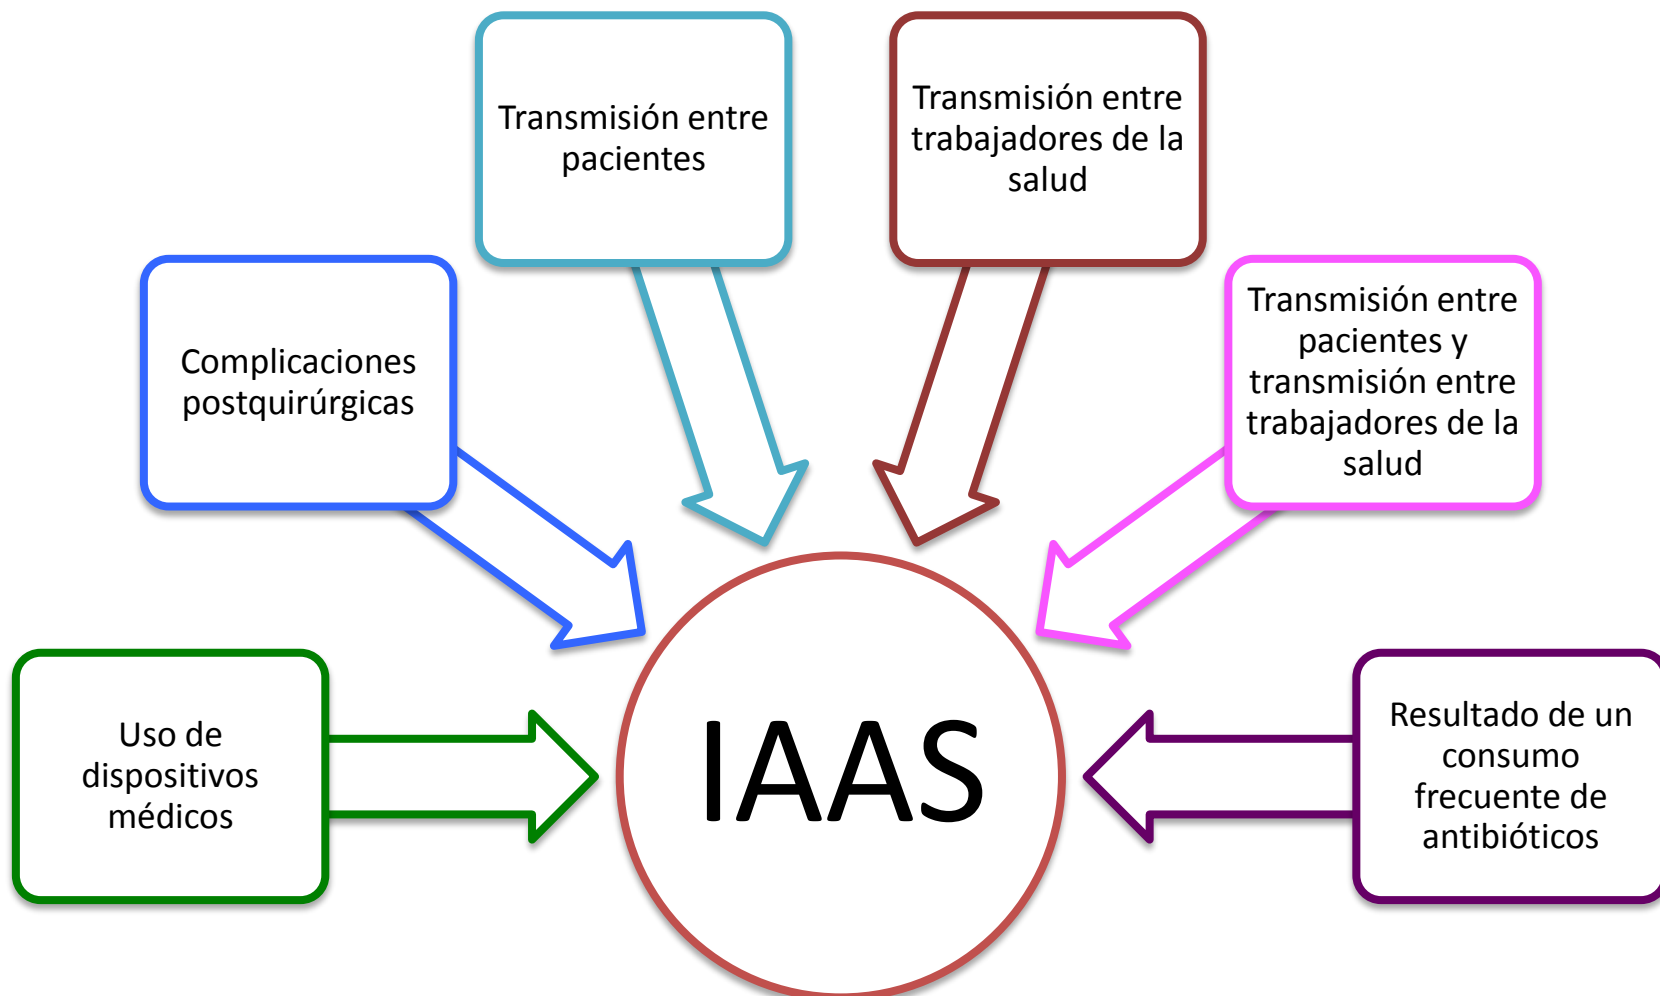 Transmisión entre
pacientes
Transmisión entre
trabajadores de la
salud
Complicaciones
postquirúrgicas
Transmisión entre
pacientes y
transmisión entre
trabajadores de la
salud
Uso de
dispositivos
médicos
IAAS
Resultado de un
consumo
frecuente de
antibióticos